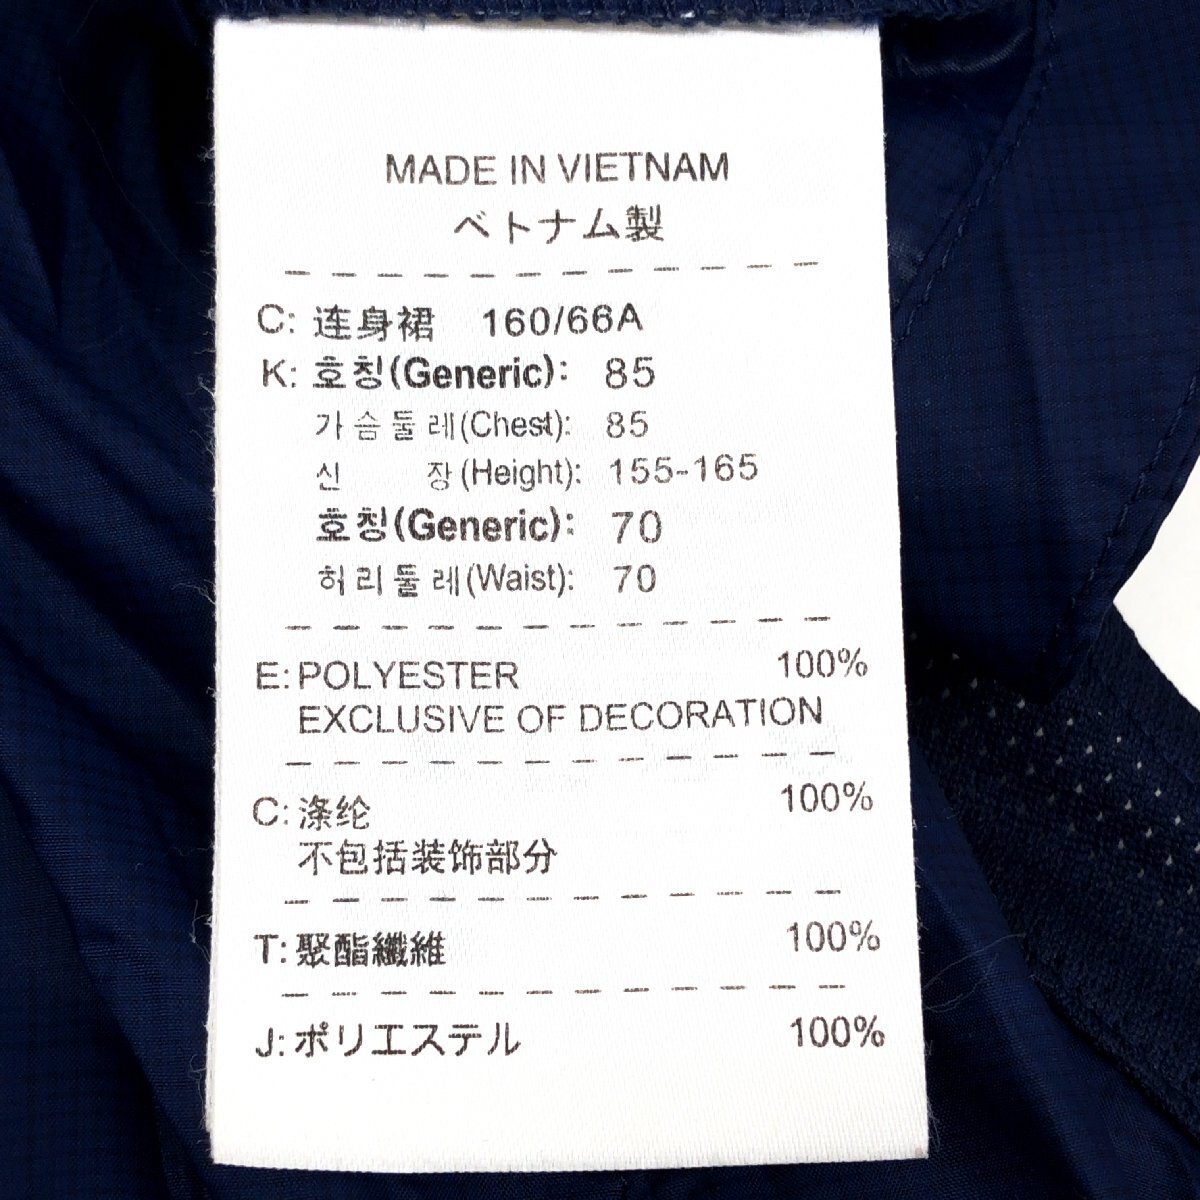 MADE IN VIETNAM
ベトナム製
C: 连身裙 160/66A
K: 호칭(Generic): 85
가슴둘레(Chest): 85
신 장(Height): 155-165
호칭(Generic): 70
허리둘레(Waist): 70
E: POLYESTER 100%
EXCLUSIVE OF DECORATION
C: 涤纶 100%
不包括装饰部分
T: 聚酯纖維 100%
J: ポリエステル 100%